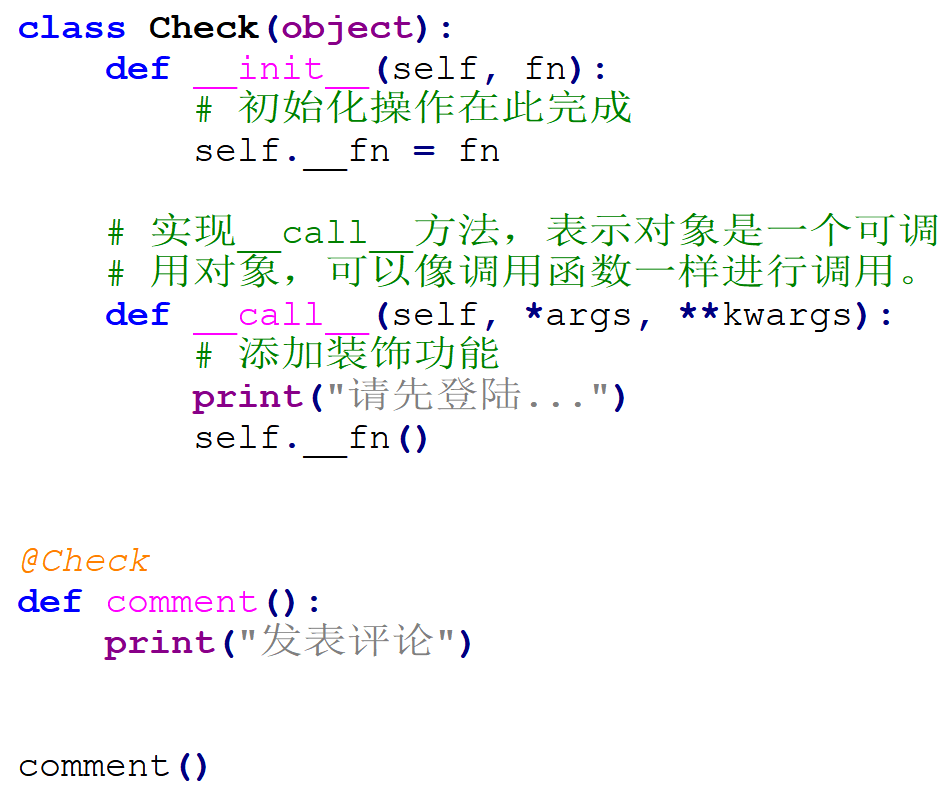 class Check(object):
    def __init__(self, fn):
        # 初始化操作在此完成
        self.__fn = fn
    # 实现__call__方法，表示对象是一个可调
    # 用对象，可以像调用函数一样进行调用。
    def __call__(self, *args, **kwargs):
        # 添加装饰功能
        print("请先登陆...")
        self.__fn()
@Check
def comment():
    print("发表评论")
comment()